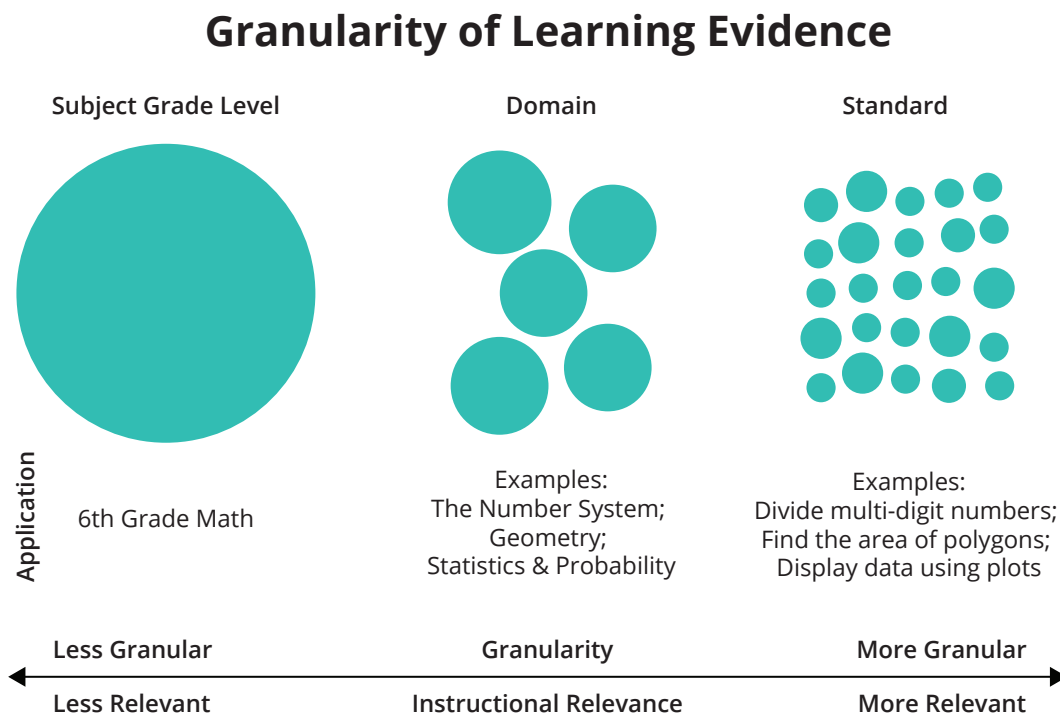 Granularity of Learning Evidence
Subject Grade Level
Domain
Standard
Application
6th Grade Math
Examples:
The Number System;
Geometry;
Statistics & Probability
Examples:
Divide multi-digit numbers;
Find the area of polygons;
Display data using plots
Less Granular
Granularity
More Granular
Less Relevant
Instructional Relevance
More Relevant